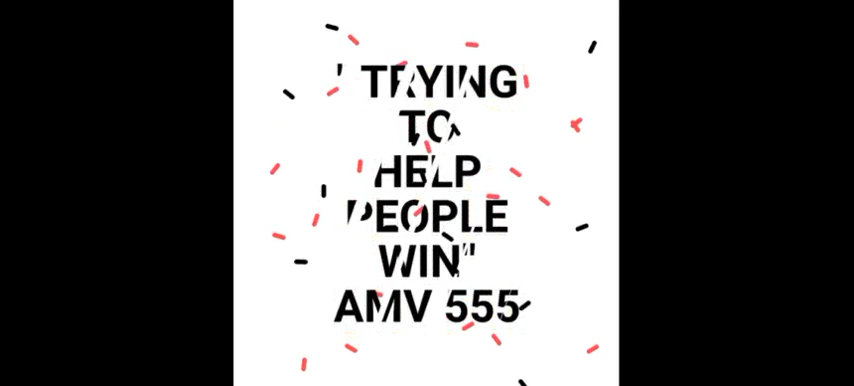 ' TRYING
TO
HELP
PEOPLE
WIN"
AMV 555